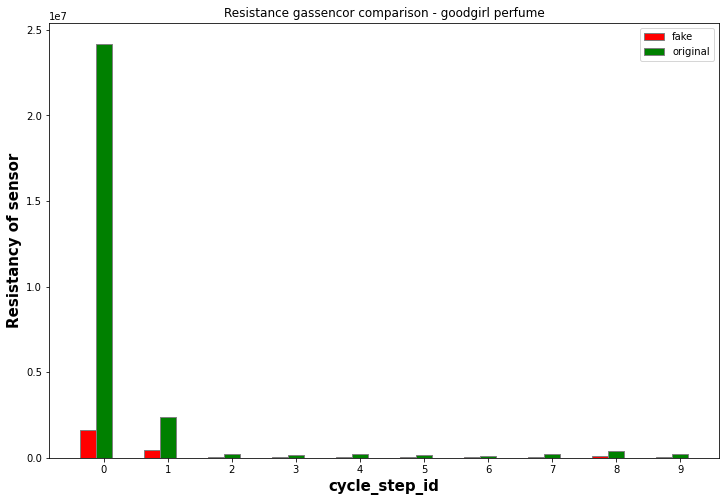 Resistance gassencor comparison - goodgirl perfume
1e7
fake
original
2.5
2.0
1.5
1.0
0.5
0.0
Resistancy of sensor
0 1 2 3 4 5 6 7 8 9
cycle_step_id